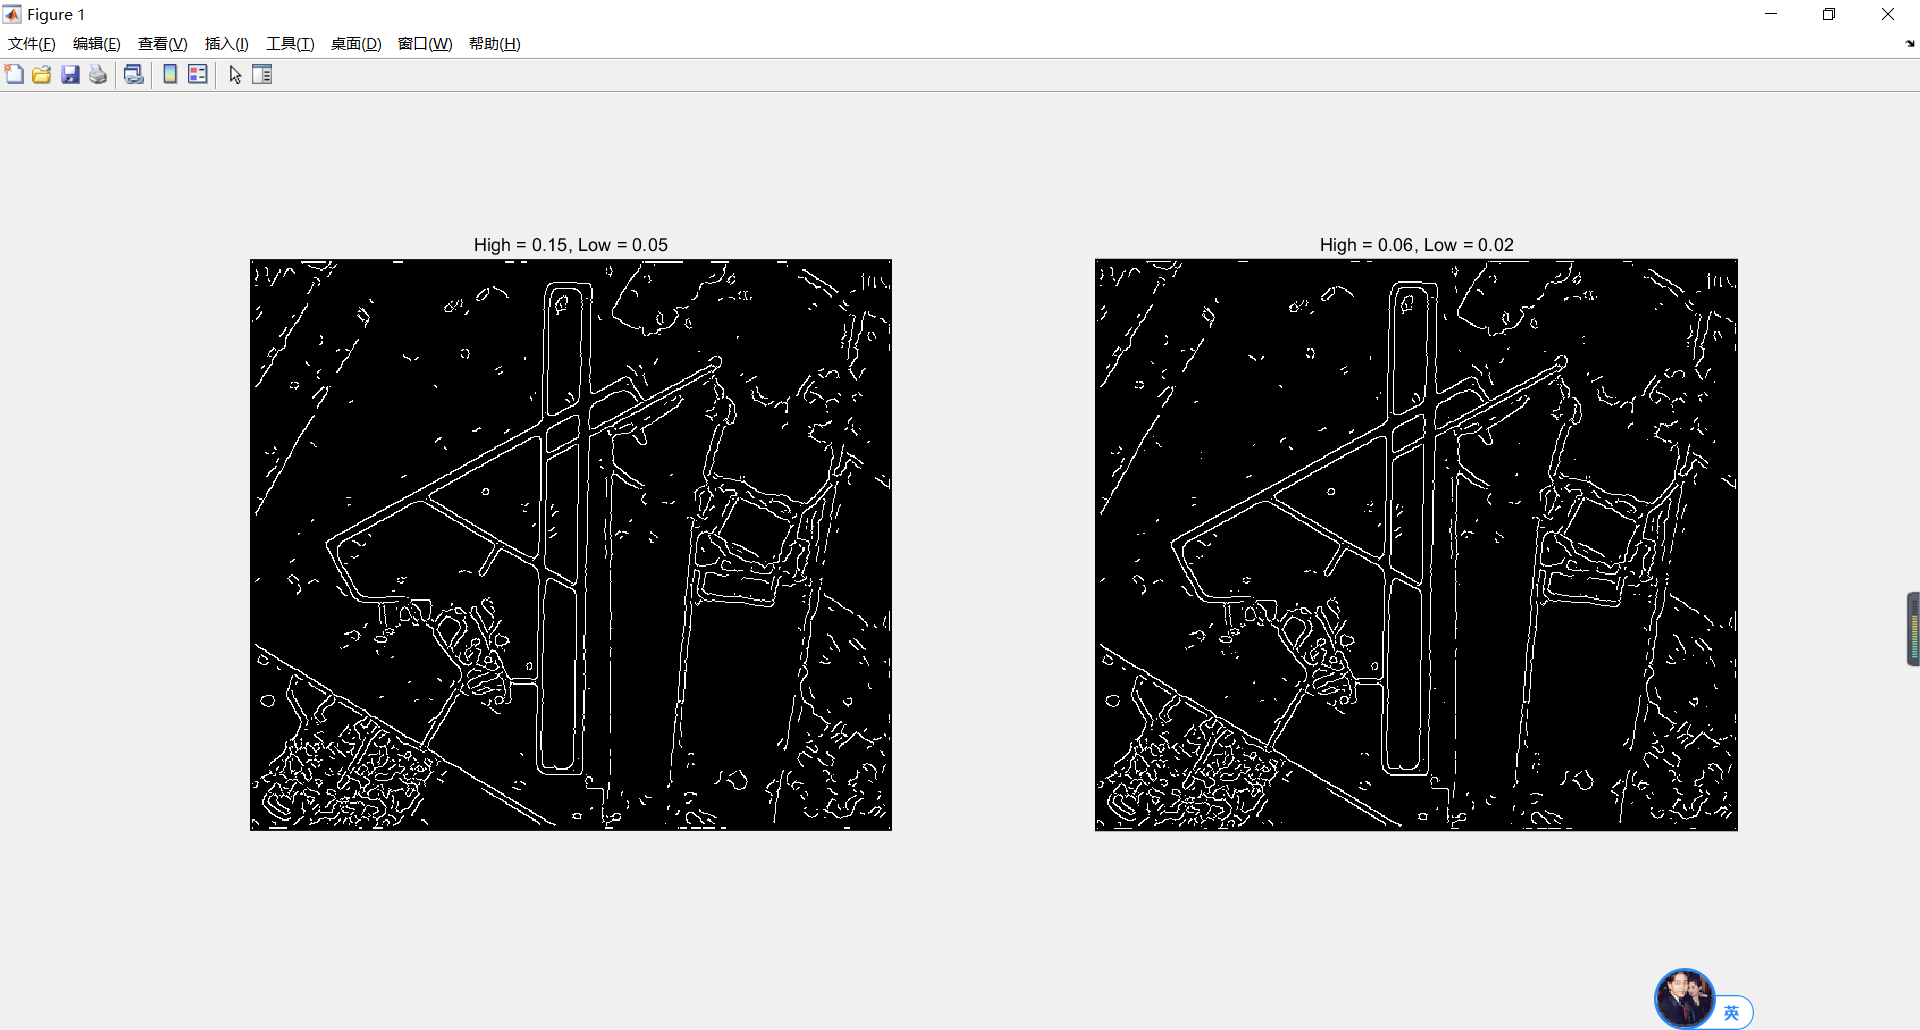 Figure 1
文件(F) 编辑(E) 查看(V) 插入(I) 工具(T) 桌面(D) 窗口(W) 帮助(H)
High = 0.15, Low = 0.05
High = 0.06, Low = 0.02
英